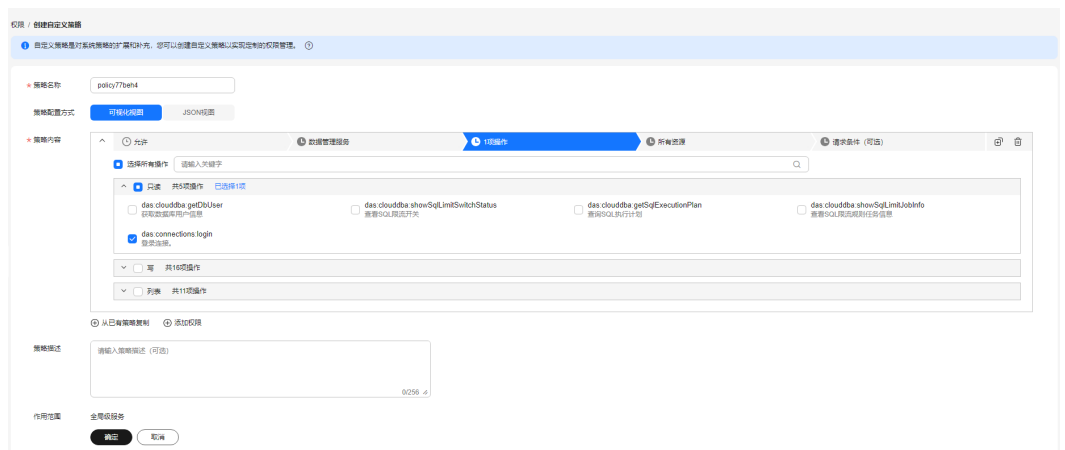 权限 / 创建自定义策略
自定义策略是对系统策略的扩展和补充，您可以创建自定义策略以实现定制的权限管理。
★ 策略名称 policy77beh4
策略配置方式 可视化视图 JSON视图
★ 策略内容 允许 数据管理服务 1项操作 所有资源 请求条件（可选）
选择所有操作 请输入关键字
只读 共5项操作 已选择1项
das:clouddba:getDbUser das:clouddba:showSqlLimitSwitchStatus das:clouddba:getSqlExecutionPlan das:clouddba:showSqlLimitJobInfo
获取数据库用户信息 查看SQL限流开关 查询SQL执行计划 查看SQL限流规则任务信息
das:connections:login
登录连接。
写 共16项操作
列表 共11项操作
从已有策略复制 添加权限
策略描述 请输入策略描述（可选）
0/256
作用范围 全局级服务
确定 取消